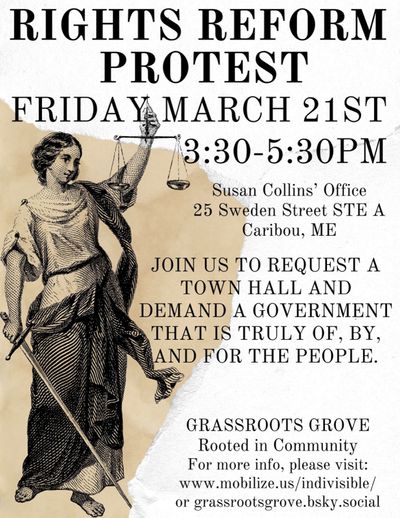 RIGHTS REFORM
PROTEST
FRIDAY MARCH 21ST
3:30-5:30PM
Susan Collins' Office
25 Sweden Street STE A
Caribou, ME
JOIN US TO REQUEST A
TOWN HALL AND
DEMAND A GOVERNMENT
THAT IS TRULY OF, BY,
AND FOR THE PEOPLE.
GRASSROOTS GROVE
Rooted in Community
For more info, please visit:
www.mobilize.us/indivisible/
or grassrootsgrove.bsky.social